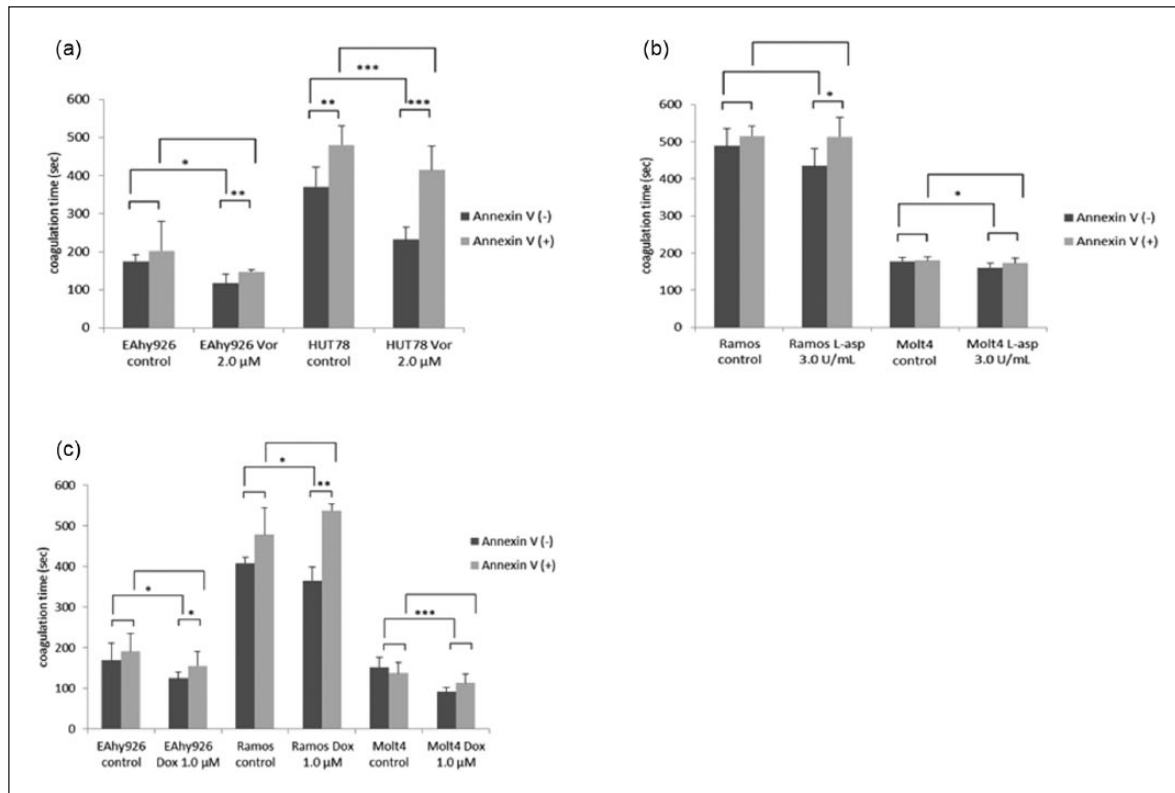 (a)
***
**
***
*
**
600
500
400
300
200
100
0
coagulation time (sec)
EAhy926 control
EAhy926 Vor 2.0 µM
HUT78 control
HUT78 Vor 2.0 µM
Annexin V (-)
Annexin V (+)
(b)
*
*
600
500
400
300
200
100
0
coagulation time (sec)
Ramos control
Ramos L-asp 3.0 U/mL
Molt4 control
Molt4 L-asp 3.0 U/mL
Annexin V (-)
Annexin V (+)
(c)
*
**
*
*
***
600
500
400
300
200
100
0
coagulation time (sec)
EAhy926 control
EAhy926 Dox 1.0 µM
Ramos control
Ramos Dox 1.0 µM
Molt4 control
Molt4 Dox 1.0 µM
Annexin V (-)
Annexin V (+)